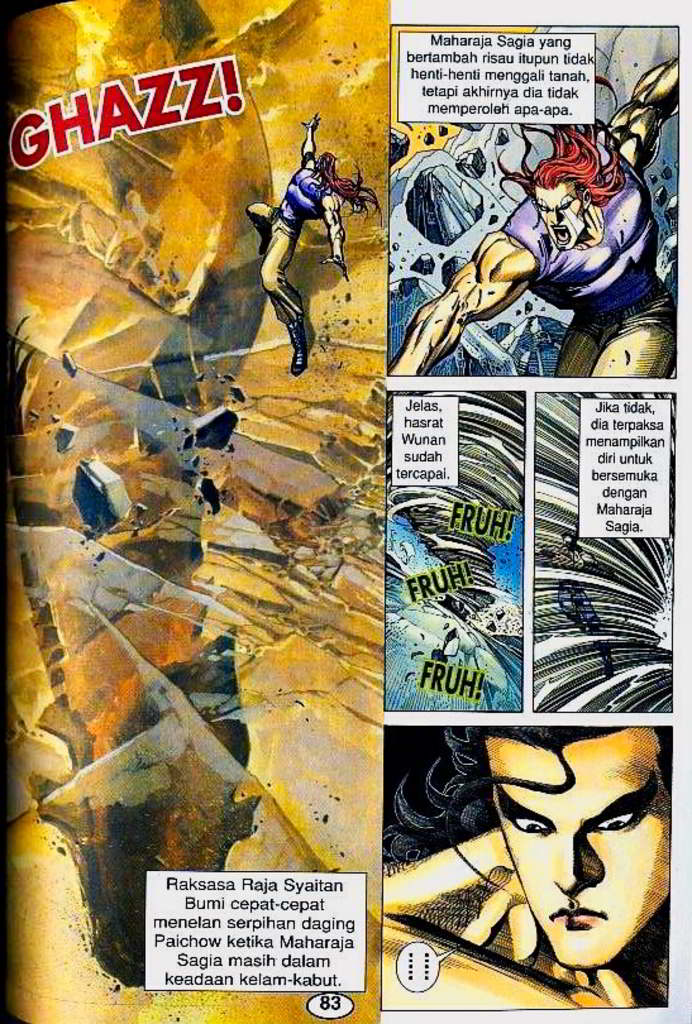 GHAZZ!
Raksasa Raja Syaitan
Bumi cepat-cepat
menelan serpihan daging
Paichow ketika Maharaja
Sagia masih dalam
keadaan kelam-kabut.
83
Maharaja Sagia yang
bertambah risau itupun tidak
henti-henti menggali tanah,
tetapi akhirnya dia tidak
memperoleh apa-apa.
Jelas,
hasrat
Wunan
sudah
tercapai.
FRUH!
FRUH!
FRUH!
Jika tidak,
dia terpaksa
menampilkan
diri untuk
bersemuka
dengan
Maharaja
Sagia.